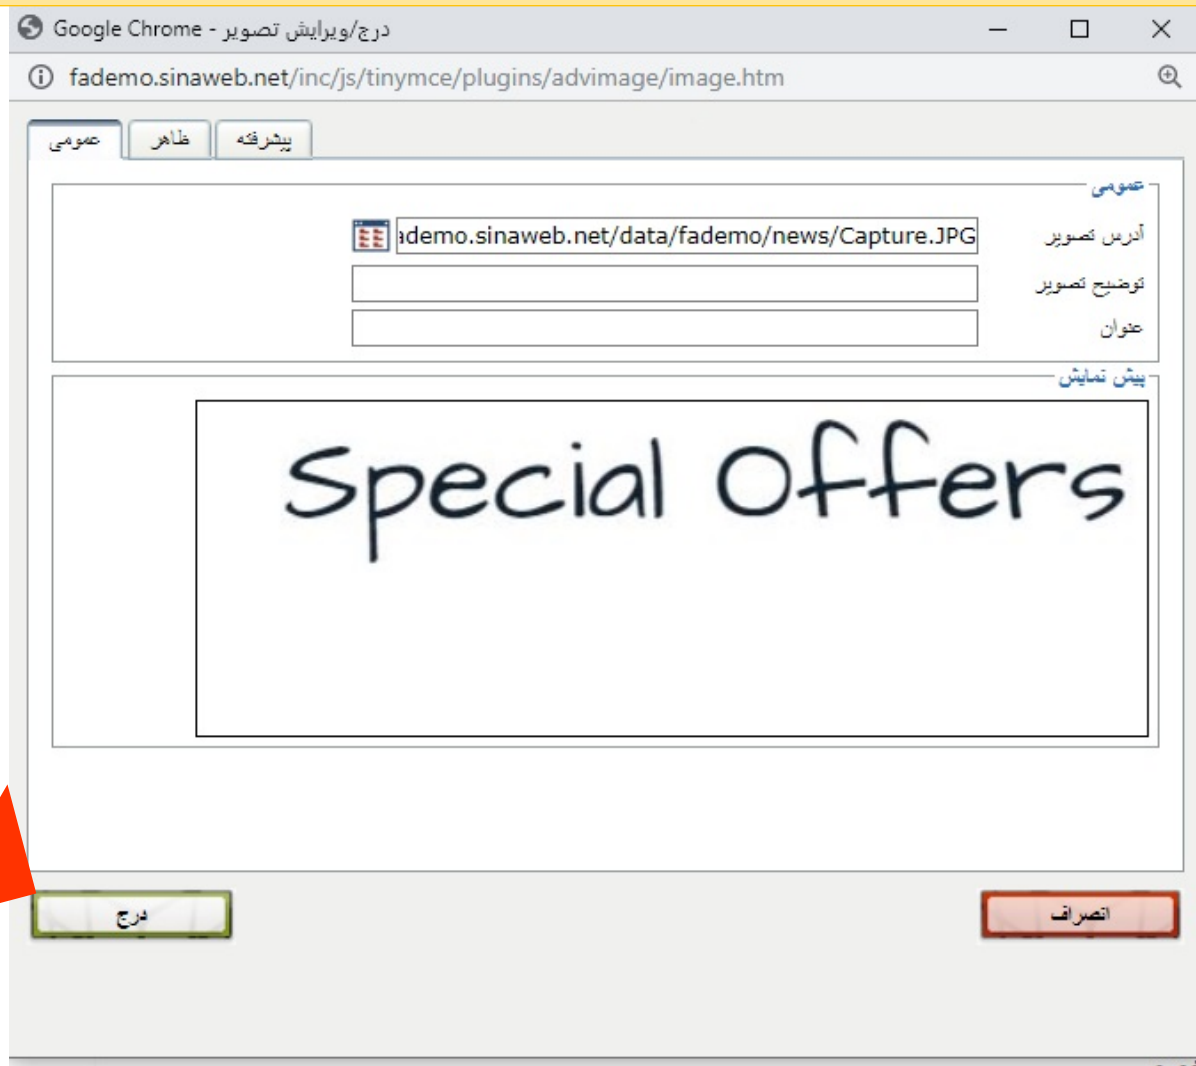 درج/ویرایش تصویر - Google Chrome
fademo.sinaweb.net/inc/js/tinymce/plugins/advimage/image.htm
عمومی
ظاهر
پیشرفته
عمومی
آدرس تصویر
ademo.sinaweb.net/data/fademo/news/Capture.JPG
توضیح تصویر
عنوان
پیش نمایش
Special Offers
درج
انصراف